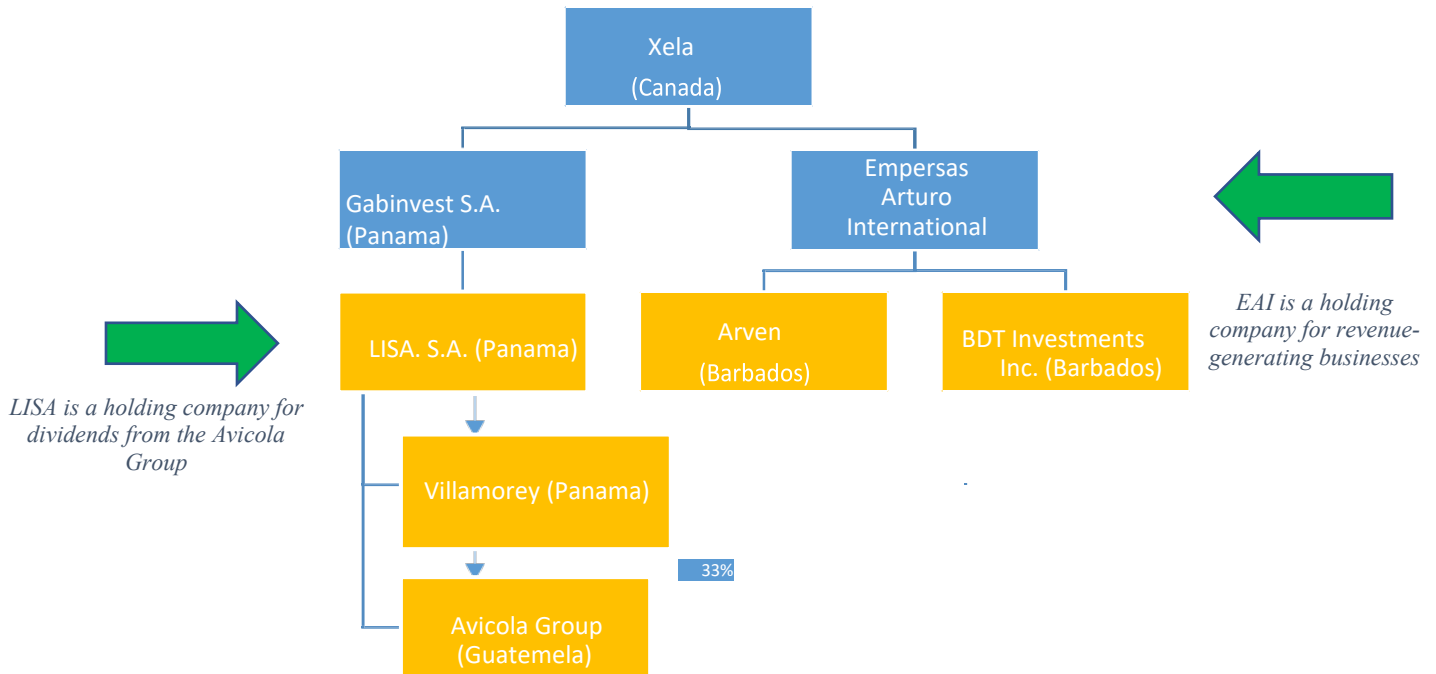 Xela
(Canada)
Gabinvest S.A.
(Panama)
Empersas
Arturo
International
LISA. S.A. (Panama)
Arven
(Barbados)
BDT Investments
Inc. (Barbados)
EAI is a holding
company for revenue-
generating businesses
LISA is a holding company for
dividends from the Avicola
Group
Villamorey (Panama)
33%
Avicola Group
(Guatemela)